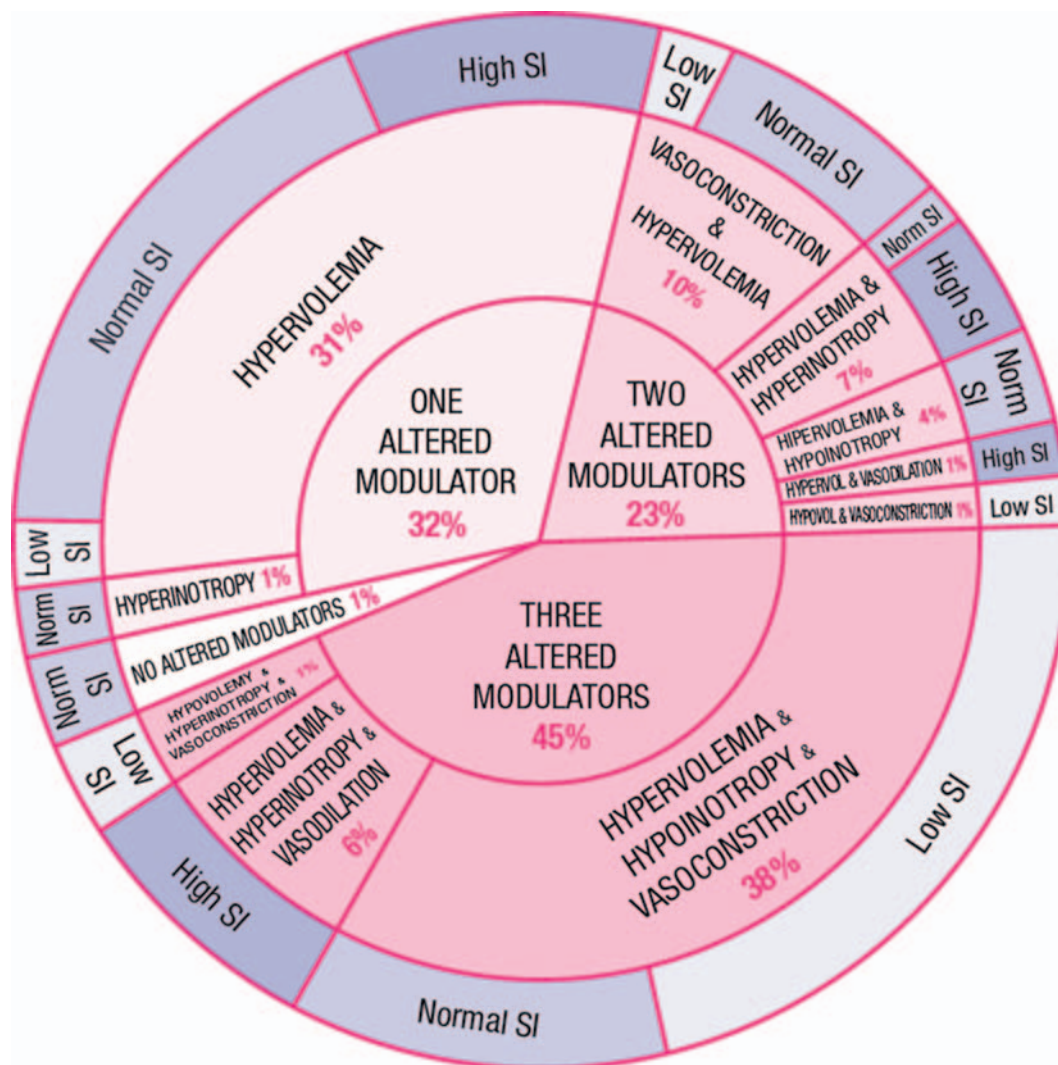 High SI
Low
SI
Normal SI
Norm SI
High SI
Norm
SI
High SI
Low SI
Low SI
Normal SI
High SI
Low
SI
Norm
SI
Norm
SI
Low
SI
Normal SI
HYPERVOLEMIA
31%
VASOCONSTRICTION
&
HYPERVOLEMIA
10%
HYPERVOLEMIA &
HYPERINOTROPY
7%
HIPERVOLEMIA &
HYPOINOTROPY 4%
HYPERVOL & VASODILATION 1%
HYPOVOL & VASOCONSTRICTION 1%
ONE
ALTERED
MODULATOR
32%
TWO
ALTERED
MODULATORS
23%
HYPERINOTROPY 1%
NO ALTERED MODULATORS 1%
THREE
ALTERED
MODULATORS
45%
HYPOVOLEMY &
HYPERINOTROPY & 1%
VASOCONSTRICTION
HYPERVOLEMIA &
HYPERINOTROPY &
VASODILATION
6%
HYPERVOLEMIA &
HYPOINOTROPY &
VASOCONSTRICTION
38%